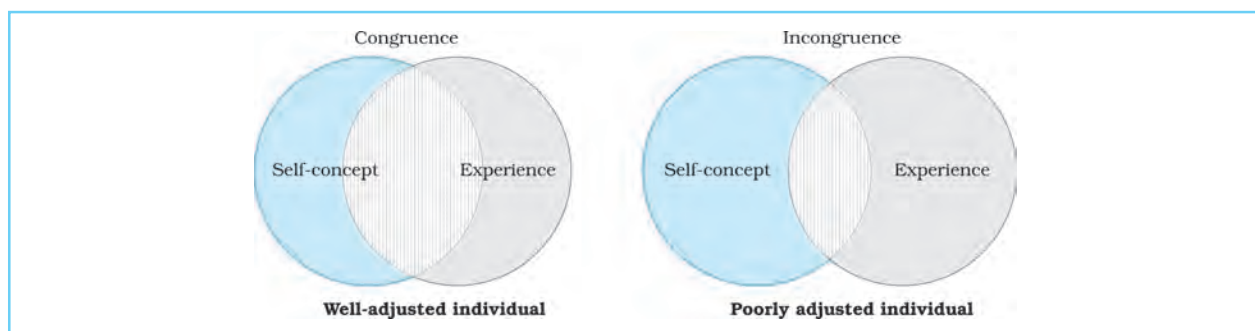 Congruence
Self-concept
Experience
Well-adjusted individual
Incongruence
Self-concept
Experience
Poorly adjusted individual